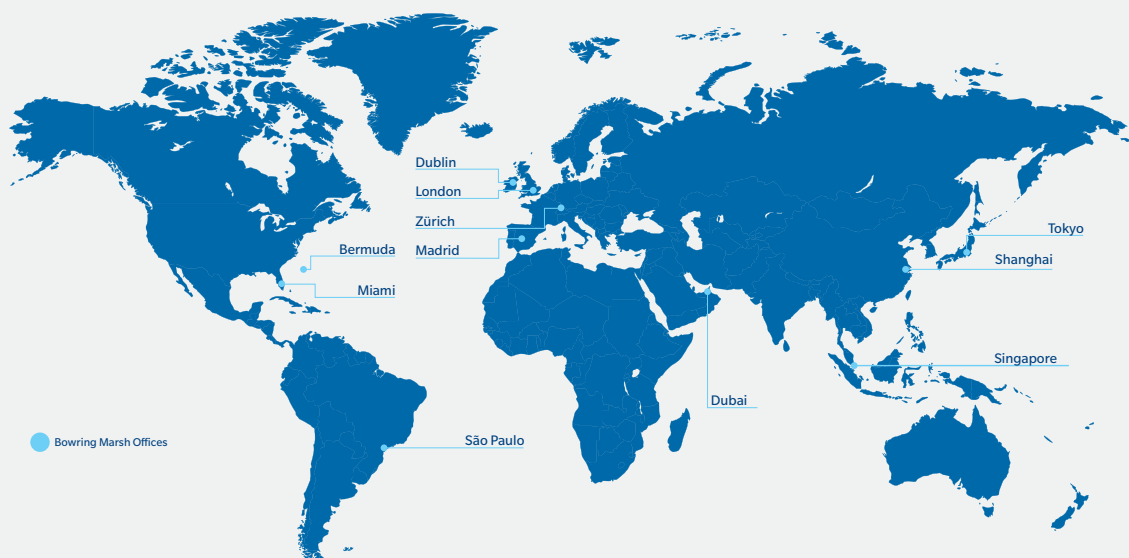 Dublin
London
Zürich
Madrid
Bermuda
Miami
Tokyo
Shanghai
Singapore
Dubai
São Paulo
Bowring Marsh Offices